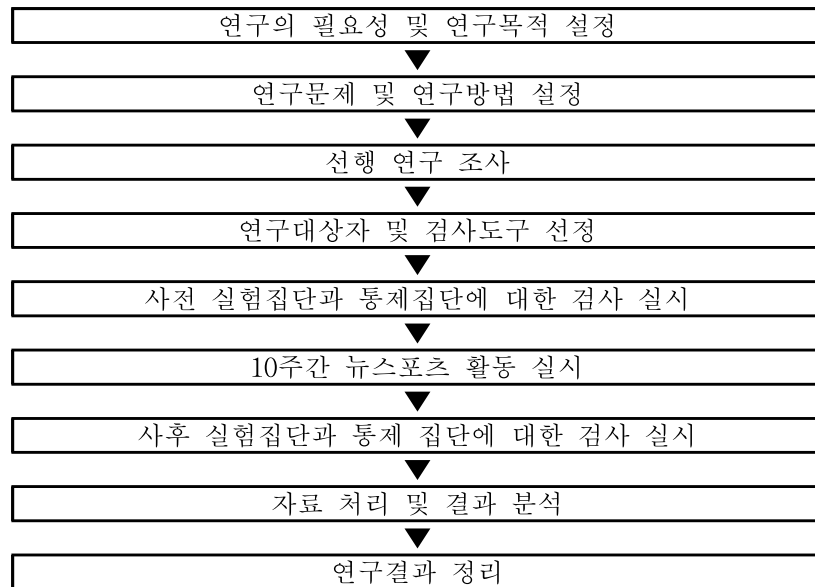 연구의 필요성 및 연구목적 설정
연구문제 및 연구방법 설정
선행 연구 조사
연구대상자 및 검사도구 선정
사전 실험집단과 통제집단에 대한 검사 실시
10주간 뉴스포츠 활동 실시
사후 실험집단과 통제 집단에 대한 검사 실시
자료 처리 및 결과 분석
연구결과 정리